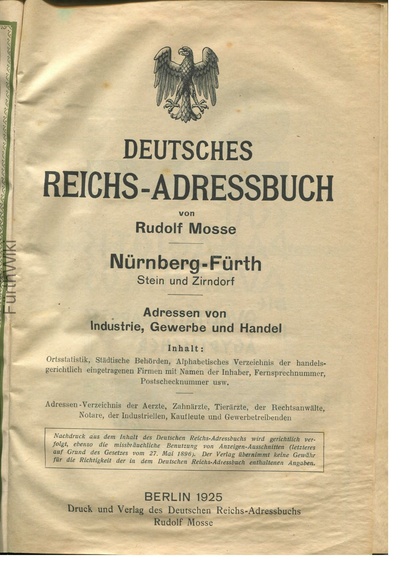 DEUTSCHES
REICHS-ADRESSBUCH
von
Rudolf Mosse
Nürnberg-Fürth
Stein und Zirndorf
Adressen von
Industrie, Gewerbe und Handel
Inhalt:
Ortsstatistik, Städtische Behörden, Alphabetisches Verzeichnis der handels-
gerichtlich eingetragenen Firmen mit Namen der Inhaber, Fernsprechnummer,
Postschecknummer usw.
Adressen-Verzeichnis der Aerzte, Zahnärzte, Tierärzte, der Rechtsanwälte,
Notare, der Industriellen, Kaufleute und Gewerbetreibenden
Nachdruck aus dem Inhalt des Deutschen Reichs-Adressbuchs wird gerichtlich ver-
folgt, ebenso die missbräuchliche Benutzung von Anzeigen-Ausschnitten (letzteres
auf Grund des Gesetzes vom 27. Mai 1896). Der Verlag übernimmt keine Gewähr
für die Richtigkeit der in dem Deutschen Reichs-Adressbuch enthaltenen Angaben.
BERLIN 1925
Druck und Verlag des Deutschen Reichs-Adressbuchs
Rudolf Mosse
FürthWiki